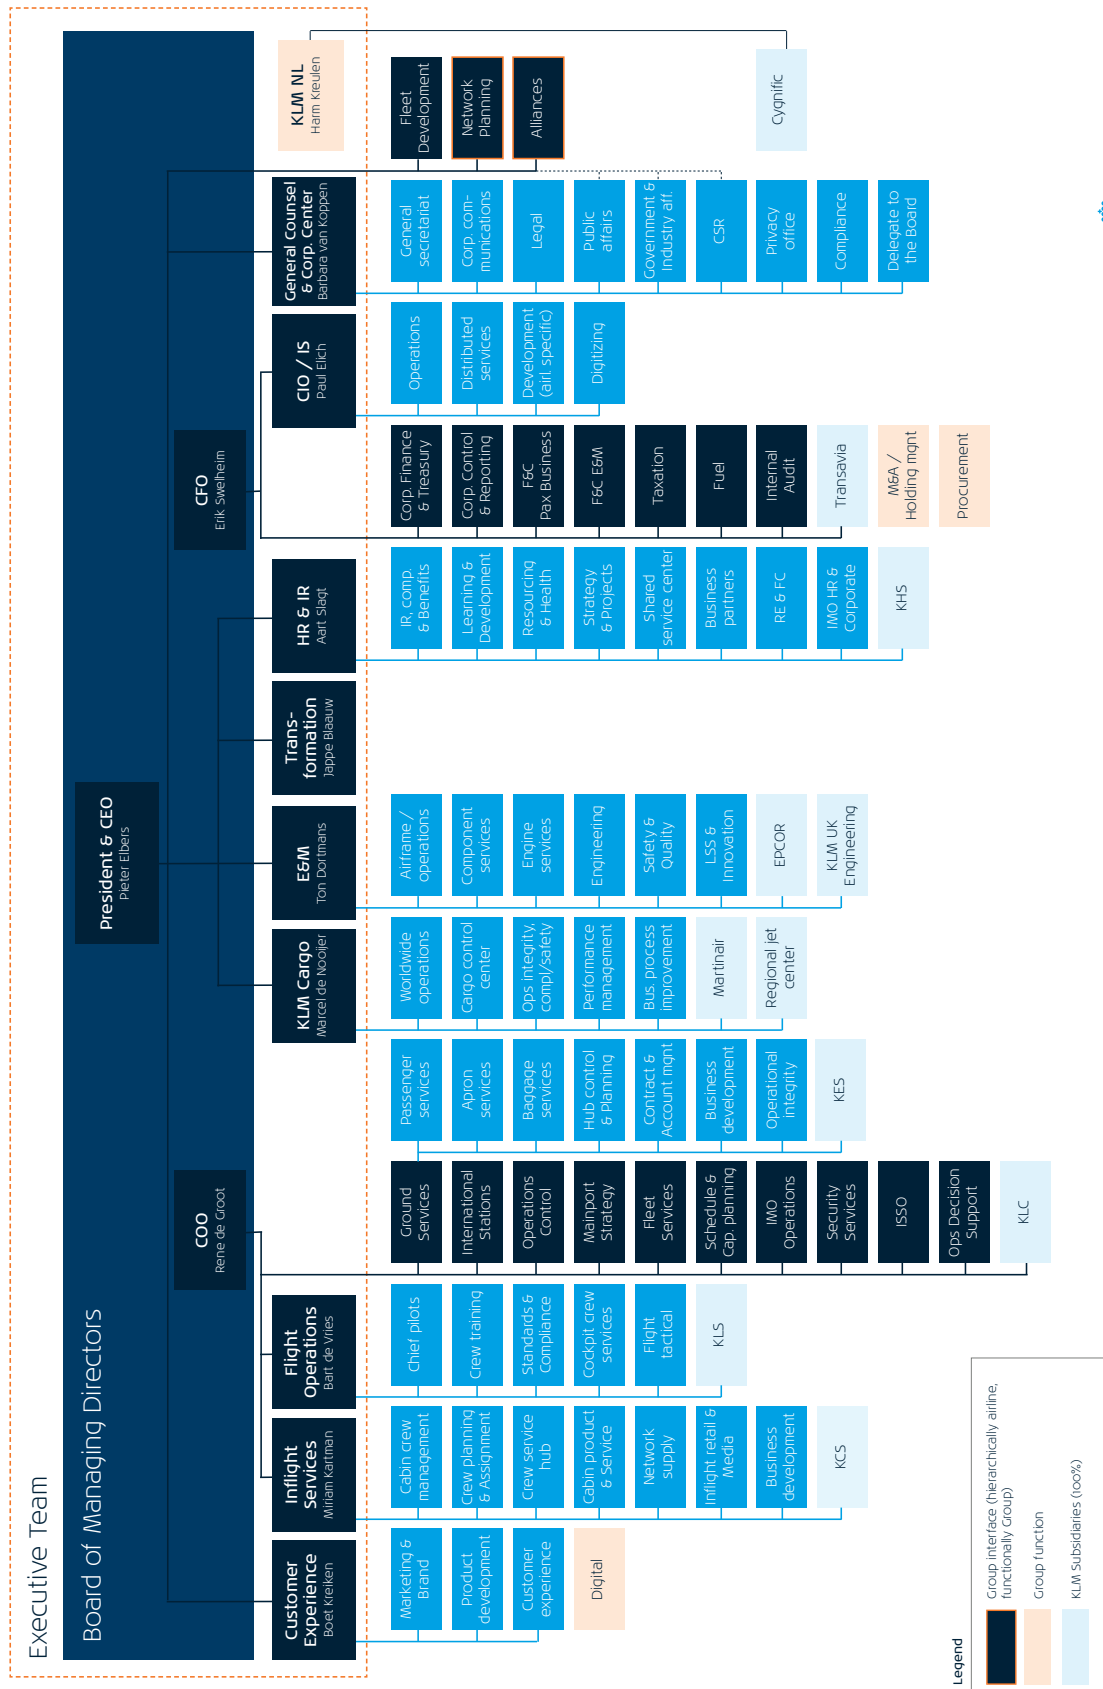 Executive Team
Board of Managing Directors
President & CEO
Pieter Elbers
COO
Rene de Groot
CFO
Erik Swelheim
Customer
Experience
Boet Kreiken
Inflight
Services
Miriam Kartman
Flight
Operations
Bart de Vries
KLM Cargo
Marcel de Nooijer
E&M
Ton Dortmans
Trans-
formation
Jappe Blaauw
HR & IR
Aart Slagt
CIO / IS
Paul Elich
General Counsel
& Corp. Center
Barbara van Koppen
KLM NL
Harm Kreulen
Marketing &
Brand
Product
development
Customer
experience
Digital
Cabin crew
management
Crew planning
& Assignment
Crew service
hub
Cabin product
& Service
Network
supply
Inflight retail &
Media
Business
development
KCS
Chief pilots
Crew training
Standards &
Compliance
Cockpit crew
services
Flight
tactical
KLS
Ground
Services
International
Stations
Operations
Control
Mainport
Strategy
Fleet
Services
Schedule &
Cap. planning
IMO
Operations
Security
Services
ISSO
Ops Decision
Support
KLC
Passenger
services
Apron
services
Baggage
services
Hub control
& Planning
Contract &
Account mgnt
Business
development
Operational
integrity
KES
Worldwide
operations
Cargo control
center
Ops integrity,
compl/safety
Performance
management
Bus. process
improvement
Martinair
Regional jet
center
Airframe /
operations
Component
services
Engine
services
Engineering
Safety &
Quality
LSS &
Innovation
EPCOR
KLM UK
Engineering
IR, comp.
& Benefits
Learning &
Development
Resourcing
& Health
Strategy
& Projects
Shared
service center
Business
partners
RE & FC
IMO HR &
Corporate
KHS
Corp. Finance
& Treasury
Corp. Control
& Reporting
F&C
Pax Business
F&C E&M
Taxation
Fuel
Internal
Audit
Transavia
M&A /
Holding mgnt
Procurement
Operations
Distributed
services
Development
(airl. specific)
Digitizing
General
secretariat
Corp. com-
munications
Legal
Public
affairs
Government &
Industry aff.
CSR
Privacy
office
Compliance
Delegate to
the Board
Fleet
Development
Network
Planning
Alliances
Cygnific
Legend
Group interface (hierarchically airline,
functionally Group)
Group function
KLM Subsidiaries (100%)